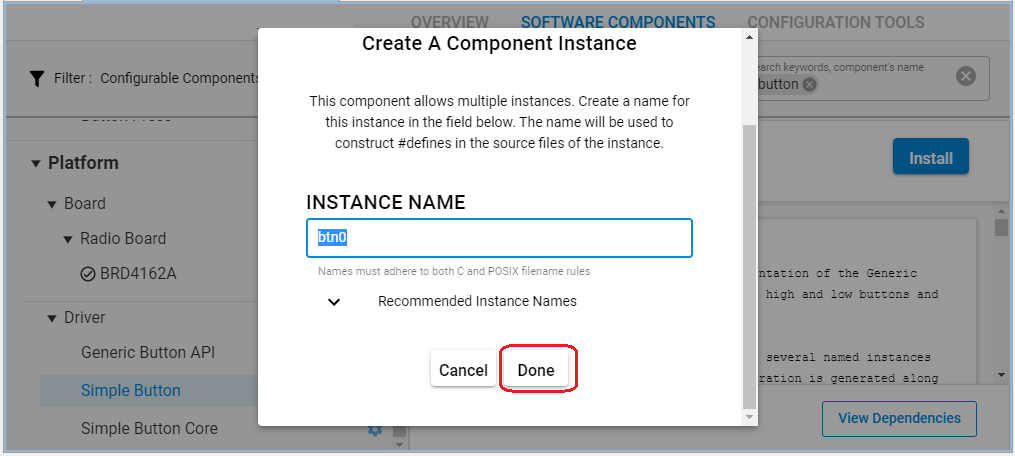 OVERVIEW SOFTWARE COMPONENTS CONFIGURATION TOOLS
Filter : Configurable Components
earch keywords, component's name
button
Platform
Board
Radio Board
BRD4162A
Driver
Generic Button API
Simple Button
Simple Button Core
Create A Component Instance
This component allows multiple instances. Create a name for
this instance in the field below. The name will be used to
construct #defines in the source files of the instance.
INSTANCE NAME
btn0
Names must adhere to both C and POSIX filename rules
Recommended Instance Names
Cancel Done
Install
ntation of the Generic
high and low buttons and
several named instances
ration is generated along
View Dependencies